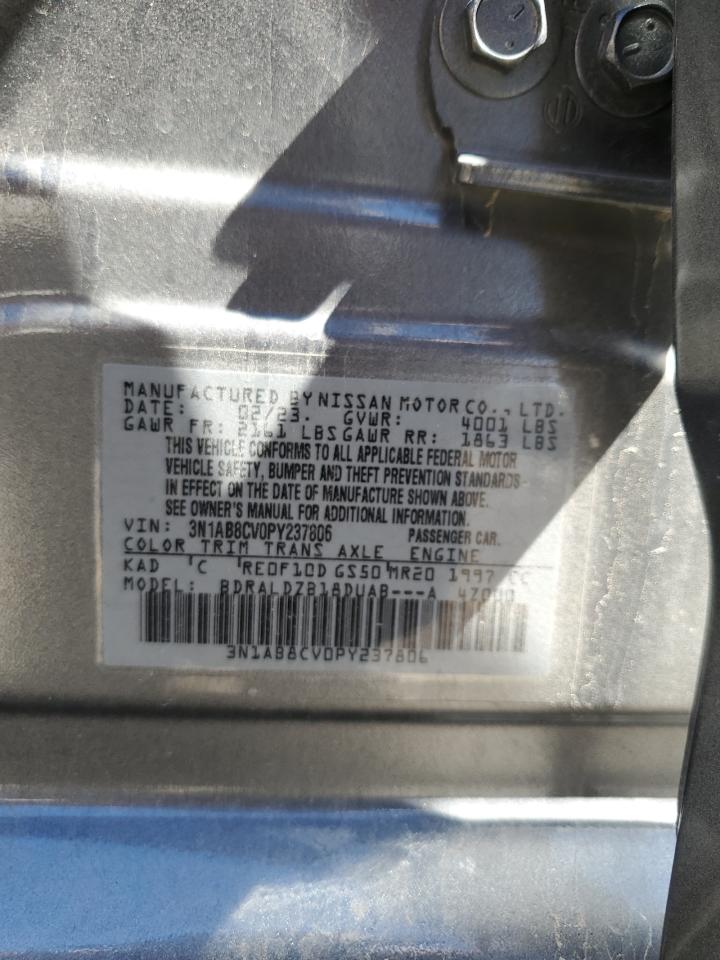 MANUFACTURED BY NISSAN MOTOR CO., LTD.
DATE: 02/23. GVWR: 4001 LBS
GAWR FR: 2161 LBS GAWR RR: 1863 LBS
THIS VEHICLE CONFORMS TO ALL APPLICABLE FEDERAL MOTOR
VEHICLE SAFETY, BUMPER AND THEFT PREVENTION STANDARDS
IN EFFECT ON THE DATE OF MANUFACTURE SHOWN ABOVE.
SEE OWNER'S MANUAL FOR ADDITIONAL INFORMATION.
VIN: 3N1AB8CV0PY237806 PASSENGER CAR.
COLOR TRIM TRANS AXLE ENGINE
KAD C RE0F10D GS50 MR20 1997 CC
MODEL: BDRALDZB18DUAB---A
3N1AB8CV0PY237806